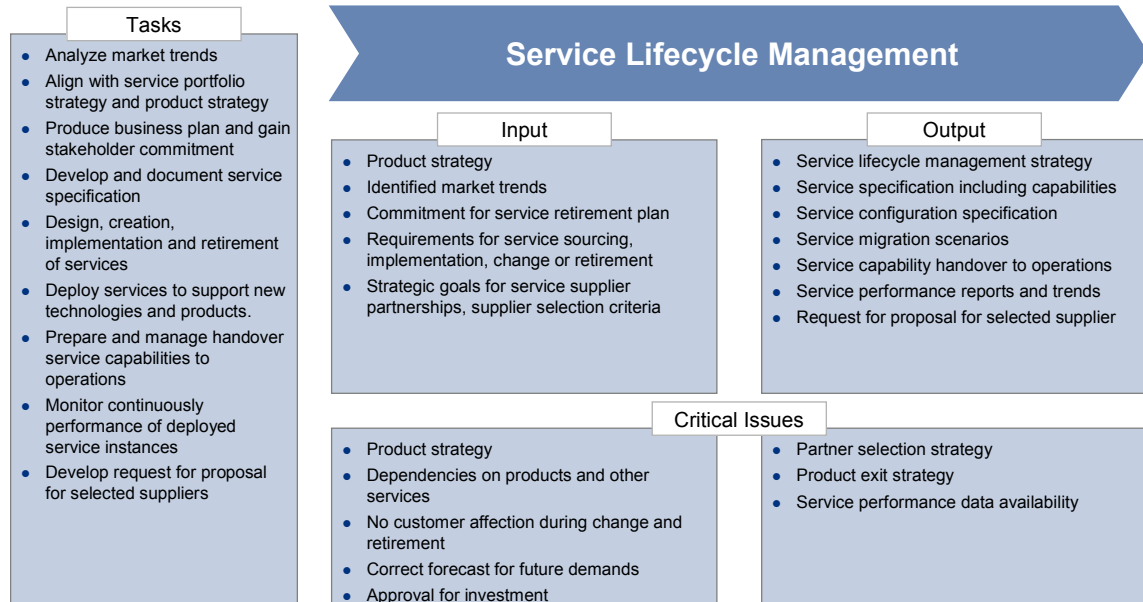 Tasks
• Analyze market trends
• Align with service portfolio
strategy and product strategy
• Produce business plan and gain
stakeholder commitment
• Develop and document service
specification
• Design, creation,
implementation and retirement
of services
• Deploy services to support new
technologies and products.
• Prepare and manage handover
service capabilities to
operations
• Monitor continuously
performance of deployed
service instances
• Develop request for proposal
for selected suppliers
Service Lifecycle Management
Input
• Product strategy
• Identified market trends
• Commitment for service retirement plan
• Requirements for service sourcing,
implementation, change or retirement
• Strategic goals for service supplier
partnerships, supplier selection criteria
Output
• Service lifecycle management strategy
• Service specification including capabilities
• Service configuration specification
• Service migration scenarios
• Service capability handover to operations
• Service performance reports and trends
• Request for proposal for selected supplier
Critical Issues
• Product strategy
• Dependencies on products and other
services
• No customer affection during change and
retirement
• Correct forecast for future demands
• Approval for investment
• Partner selection strategy
• Product exit strategy
• Service performance data availability